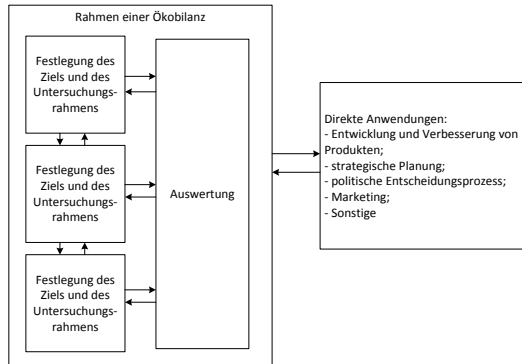 Rahmen einer Ökobilanz
Festlegung des
Ziels und des
Untersuchungs-
rahmens
Festlegung des
Ziels und des
Untersuchungs-
rahmens
Festlegung des
Ziels und des
Untersuchungs-
rahmens
Auswertung
Direkte Anwendungen:
- Entwicklung und Verbesserung von
Produkten;
- strategische Planung;
- politische Entscheidungsprozess;
- Marketing;
- Sonstige